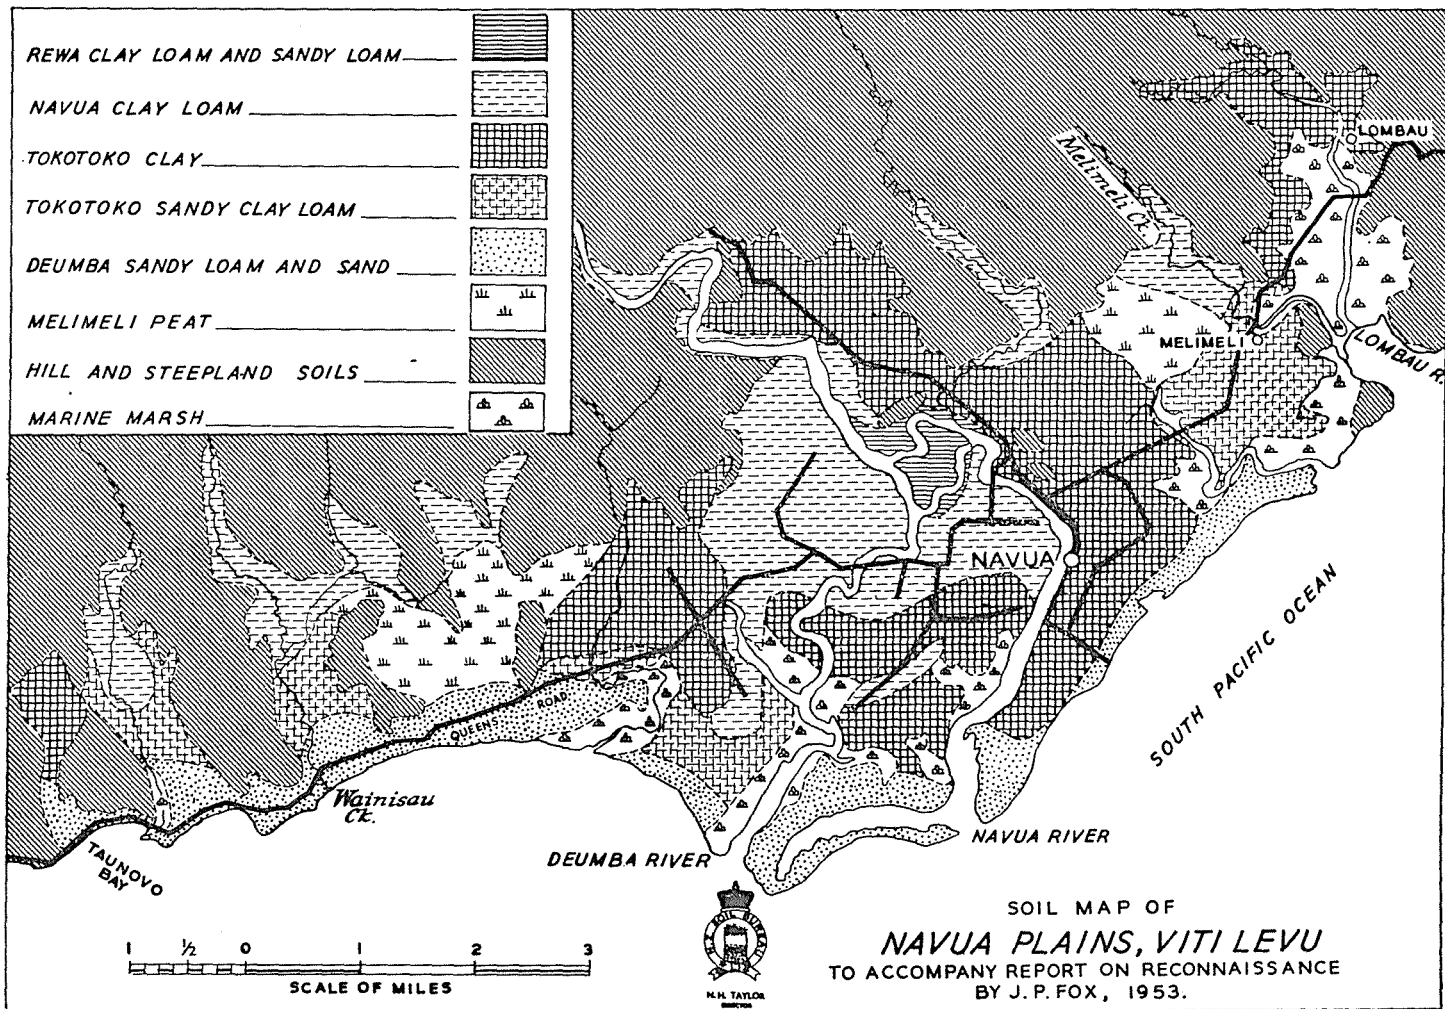 REWA CLAY LOAM AND SANDY LOAM
NAVUA CLAY LOAM
TOKOTOKO CLAY
TOKOTOKO SANDY CLAY LOAM
DEUMBA SANDY LOAM AND SAND
MELIMELI PEAT
HILL AND STEEPLAND SOILS
MARINE MARSH
LOMBAU
Melimeli Ck.
MELIMELI
LOMBAU R.
NAVUA
SOUTH PACIFIC OCEAN
QUEENS ROAD
Wainisau
Ck.
TAUNOVO
BAY
DEUMBA RIVER
NAVUA RIVER
N.Z. SOIL BUREAU
N.H. TAYLOR
DIRECTOR
1 ½ 0 1 2 3
SCALE OF MILES
SOIL MAP OF
NAVUA PLAINS, VITI LEVU
TO ACCOMPANY REPORT ON RECONNAISSANCE
BY J. P. FOX, 1953.